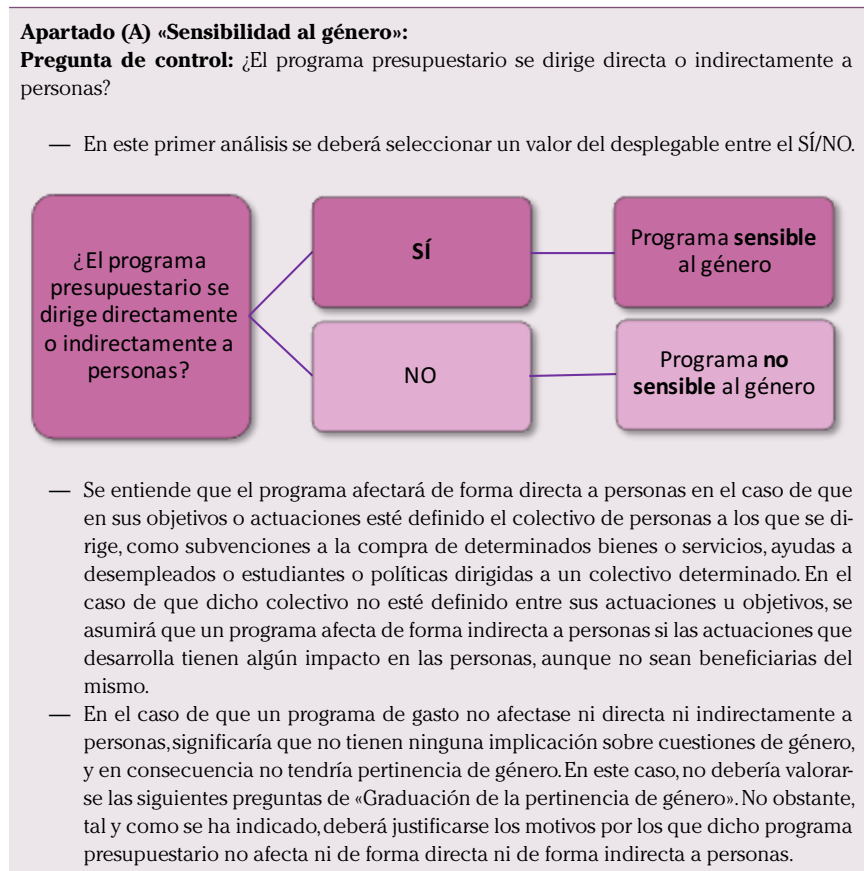 Apartado (A) «Sensibilidad al género»:
Pregunta de control: ¿El programa presupuestario se dirige directa o indirectamente a
personas?
— En este primer análisis se deberá seleccionar un valor del desplegable entre el SÍ/NO.
¿El programa
presupuestario se
dirige directamente
o indirectamente a
personas?
SÍ
Programa sensible
al género
NO
Programa no
sensible al género
— Se entiende que el programa afectará de forma directa a personas en el caso de que
en sus objetivos o actuaciones esté definido el colectivo de personas a los que se di-
rige, como subvenciones a la compra de determinados bienes o servicios, ayudas a
desempleados o estudiantes o políticas dirigidas a un colectivo determinado. En el
caso de que dicho colectivo no esté definido entre sus actuaciones u objetivos, se
asumirá que un programa afecta de forma indirecta a personas si las actuaciones que
desarrolla tienen algún impacto en las personas, aunque no sean beneficiarias del
mismo.
— En el caso de que un programa de gasto no afectase ni directa ni indirectamente a
personas, significaría que no tienen ninguna implicación sobre cuestiones de género,
y en consecuencia no tendría pertinencia de género. En este caso, no debería valorar-
se las siguientes preguntas de «Graduación de la pertinencia de género». No obstante,
tal y como se ha indicado, deberá justificarse los motivos por los que dicho programa
presupuestario no afecta ni de forma directa ni de forma indirecta a personas.